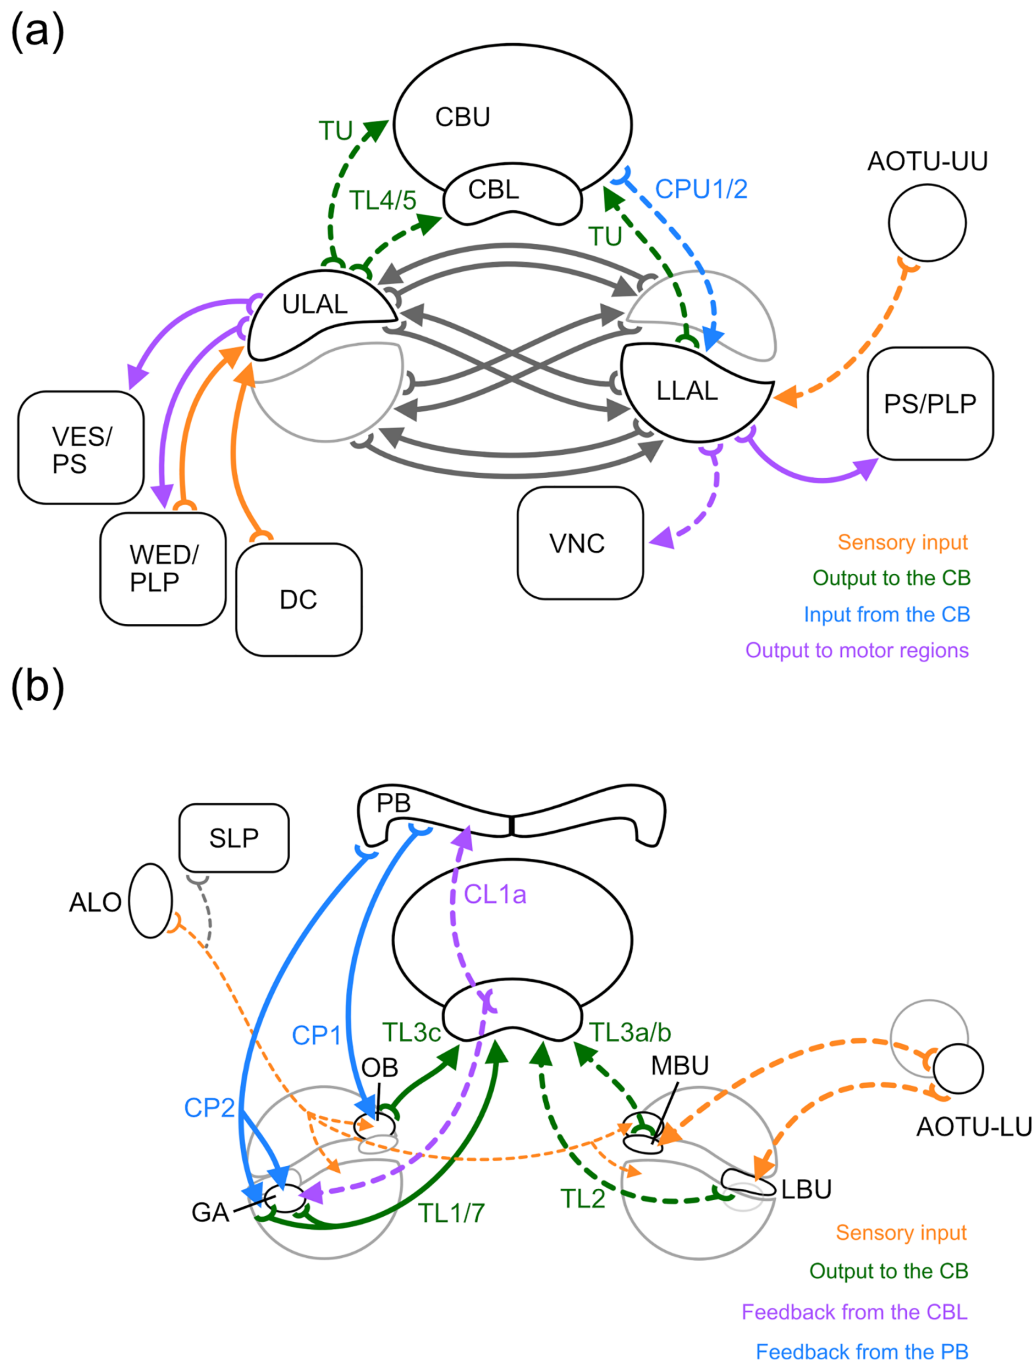 (a)
CBU
TU
CBL
AOTU-UU
TL4/5
CPU1/2
TU
ULAL
LLAL
PS/PLP
VES/
PS
WED/
PLP
DC
VNC
Sensory input
Output to the CB
Input from the CB
Output to motor regions
(b)
PB
SLP
ALO
CL1a
CP1
TL3c
TL3a/b
OB
MBU
CP2
AOTU-LU
GA
TL1/7
TL2
LBU
Sensory input
Output to the CB
Feedback from the CBL
Feedback from the PB